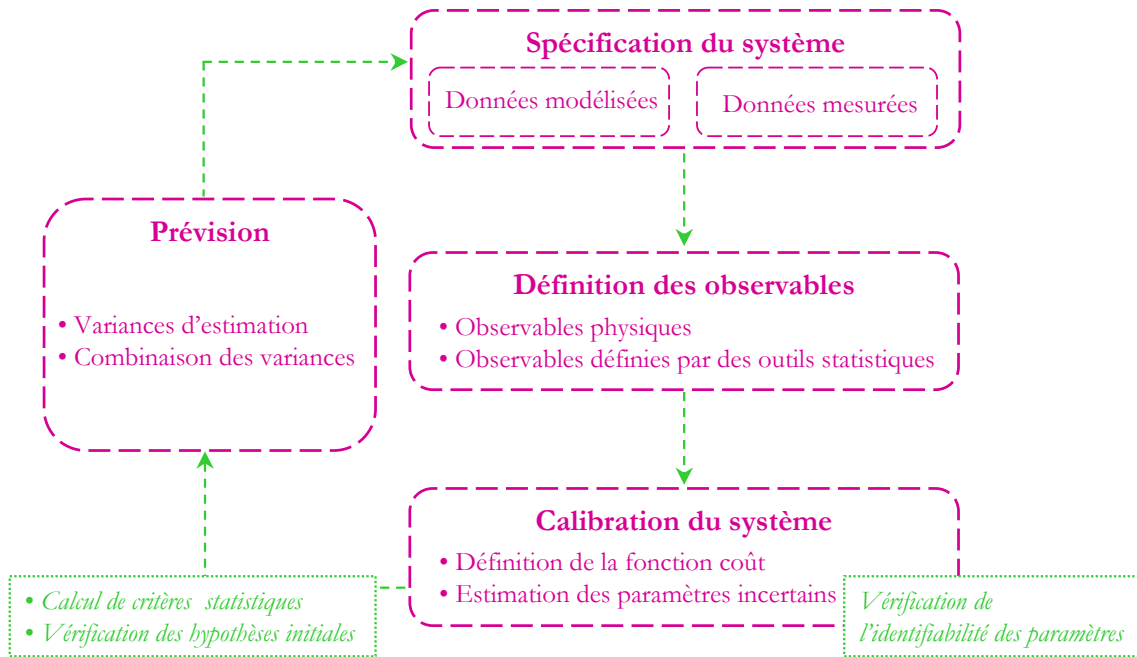 Spécification du système
Données modélisées
Données mesurées
Prévision
• Variances d'estimation
• Combinaison des variances
Définition des observables
• Observables physiques
• Observables définies par des outils statistiques
Calibration du système
• Définition de la fonction coût
• Estimation des paramètres incertains
• Calcul de critères statistiques
• Vérification des hypothèses initiales
Vérification de
l'identifiabilité des paramètres